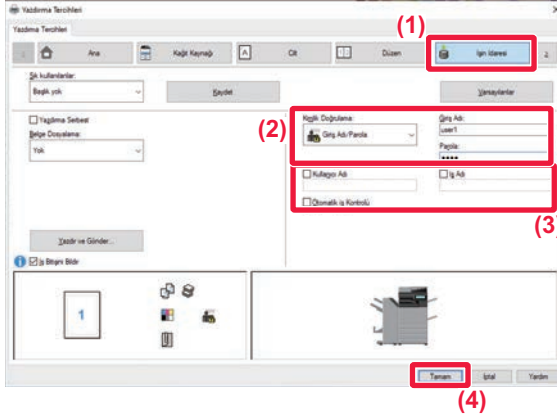 Yazdırma Tercihleri
Yazdırma Tercihleri
(1)
Ana
Kağıt Kaynağı
Cilt
Düzen
İşin İdaresi
Sık kullanılanlar:
Başlık yok
Kaydet
Varsayılanlar
Yazdırma Serbest
Belge Dosyalama:
Yok
(2)
Kimlik Doğrulama:
Giriş Adı/Parola
Giriş Adı:
user1
Parola:
••••
Kullanıcı Adı
İş Adı
Otomatik iş Kontrolü
(3)
Yazdır ve Gönder...
İş Bitişini Bildir
1
Tamam
İptal
Yardım
(4)